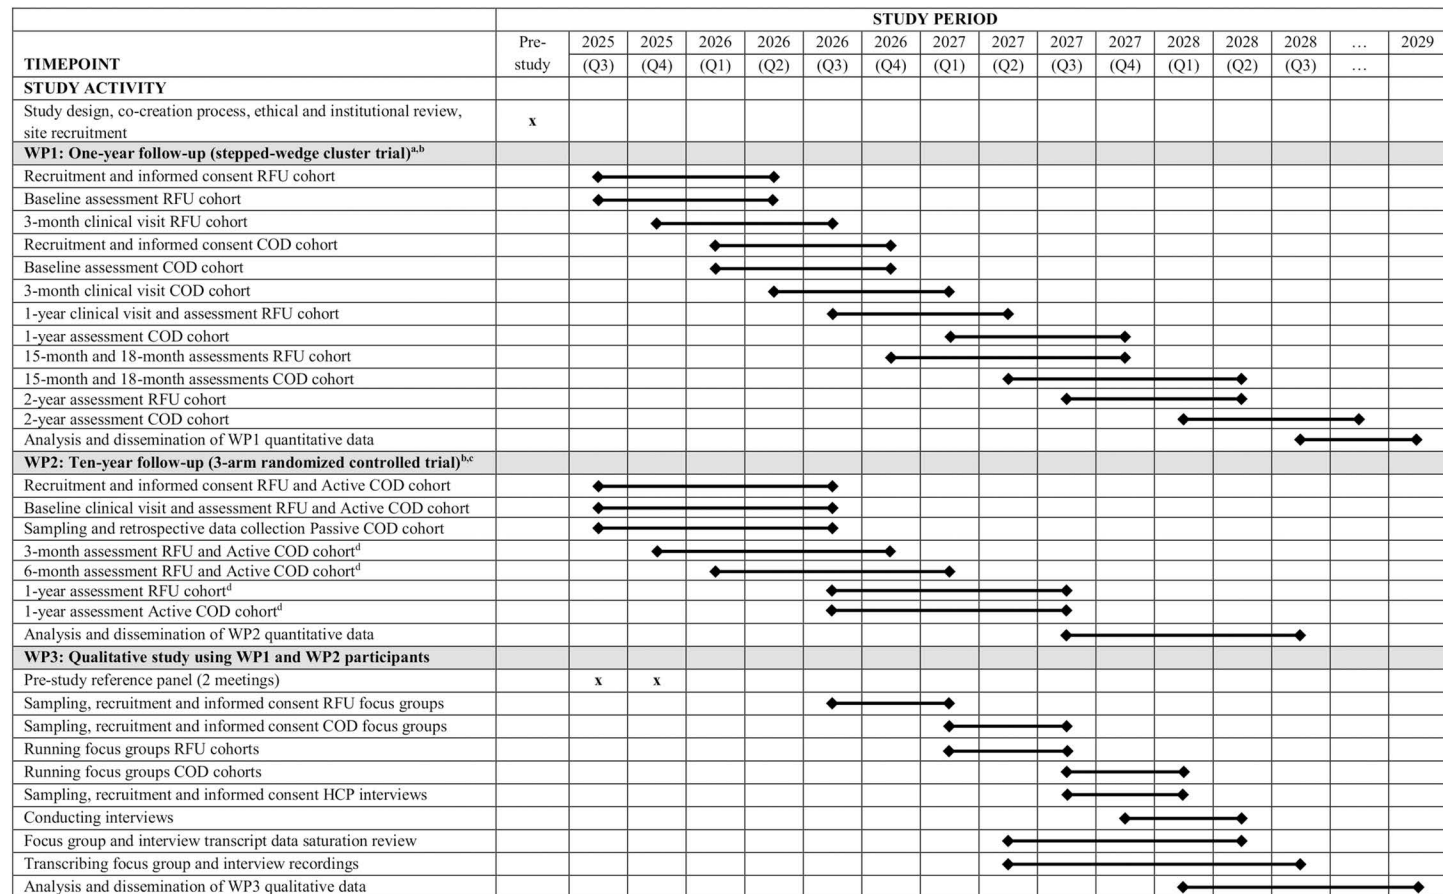 STUDY PERIOD
Pre- 2025 2025 2026 2026 2026 2026 2027 2027 2027 2027 2028 2028 2028 … 2029
TIMEPOINT study (Q3) (Q4) (Q1) (Q2) (Q3) (Q4) (Q1) (Q2) (Q3) (Q4) (Q1) (Q2) (Q3) …
STUDY ACTIVITY
Study design, co-creation process, ethical and institutional review,
site recruitment x
WP1: One-year follow-up (stepped-wedge cluster trial)a,b
Recruitment and informed consent RFU cohort
Baseline assessment RFU cohort
3-month clinical visit RFU cohort
Recruitment and informed consent COD cohort
Baseline assessment COD cohort
3-month clinical visit COD cohort
1-year clinical visit and assessment RFU cohort
1-year assessment COD cohort
15-month and 18-month assessments RFU cohort
15-month and 18-month assessments COD cohort
2-year assessment RFU cohort
2-year assessment COD cohort
Analysis and dissemination of WP1 quantitative data
WP2: Ten-year follow-up (3-arm randomized controlled trial)b,c
Recruitment and informed consent RFU and Active COD cohort
Baseline clinical visit and assessment RFU and Active COD cohort
Sampling and retrospective data collection Passive COD cohort
3-month assessment RFU and Active COD cohortd
6-month assessment RFU and Active COD cohortd
1-year assessment RFU cohortd
1-year assessment Active COD cohortd
Analysis and dissemination of WP2 quantitative data
WP3: Qualitative study using WP1 and WP2 participants
Pre-study reference panel (2 meetings) x x
Sampling, recruitment and informed consent RFU focus groups
Sampling, recruitment and informed consent COD focus groups
Running focus groups RFU cohorts
Running focus groups COD cohorts
Sampling, recruitment and informed consent HCP interviews
Conducting interviews
Focus group and interview transcript data saturation review
Transcribing focus group and interview recordings
Analysis and dissemination of WP3 qualitative data